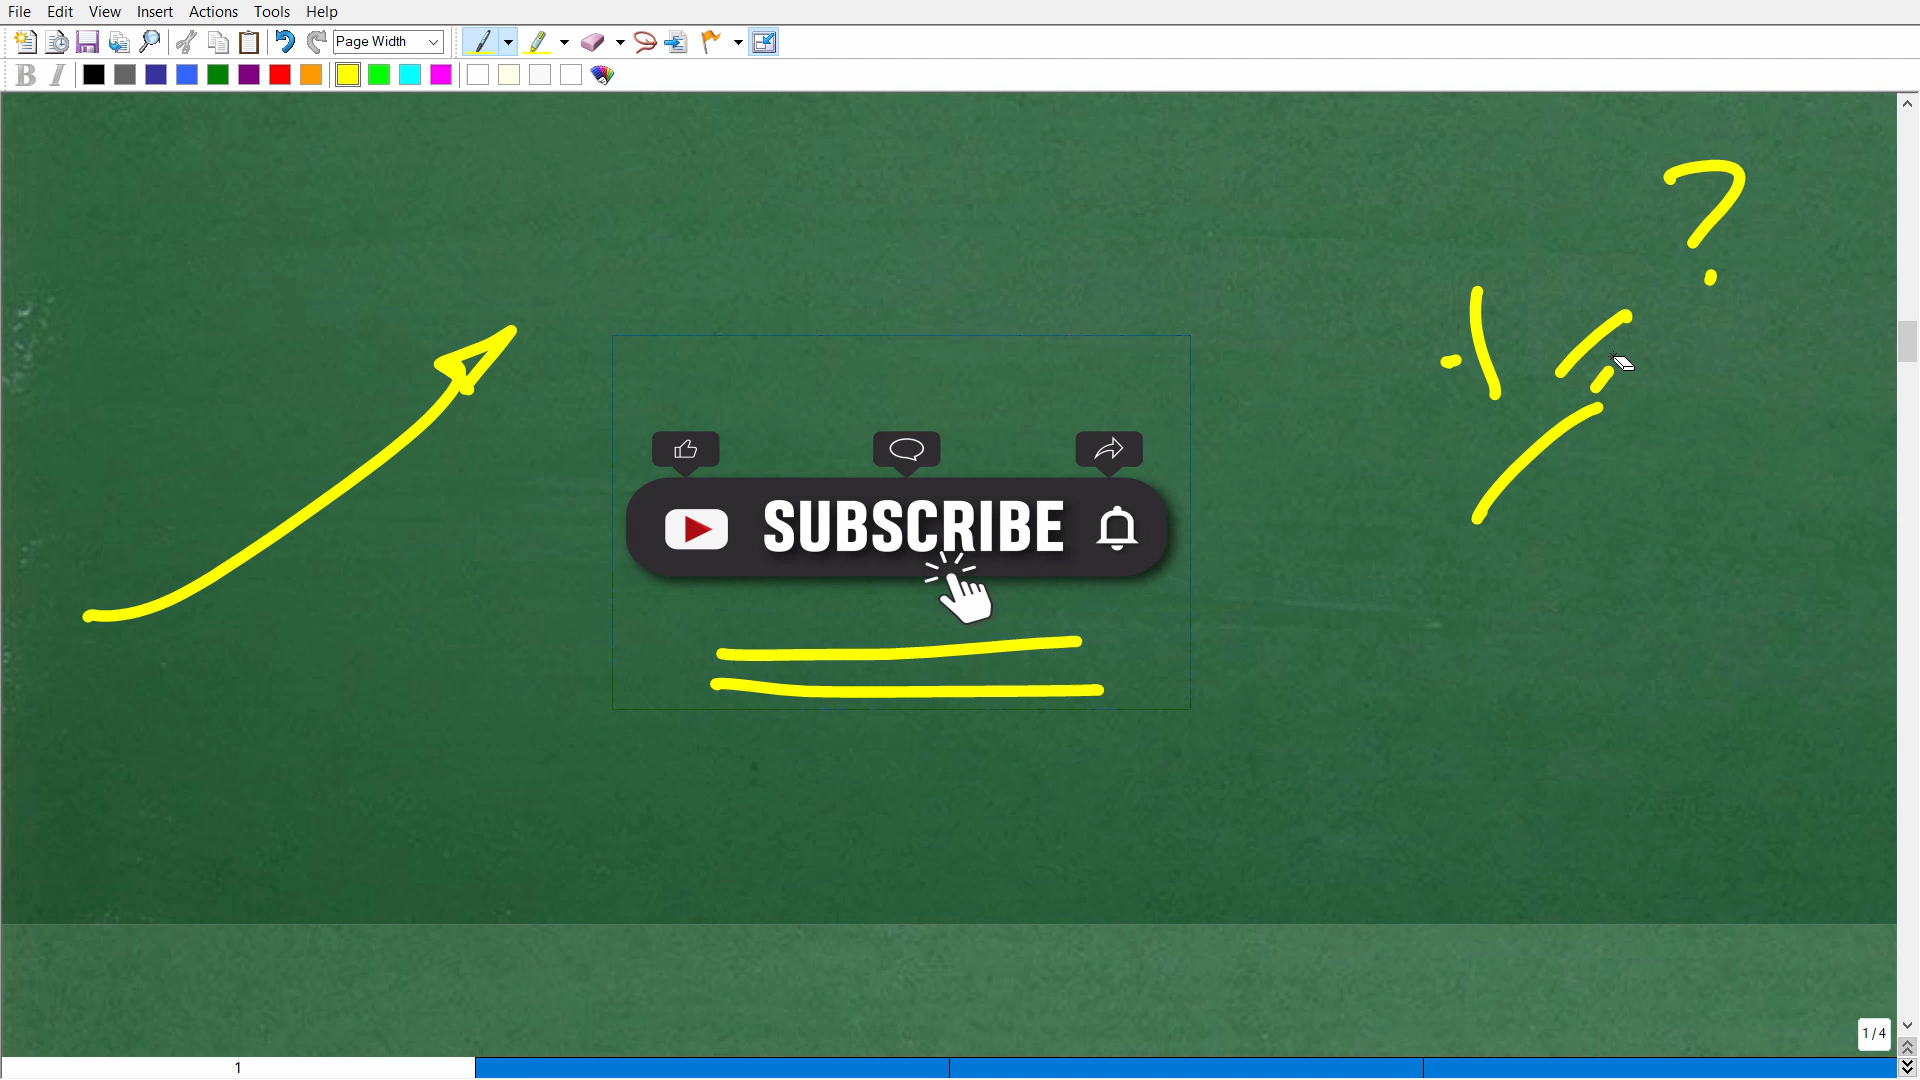 File Edit View Insert Actions Tools Help
Page Width
B I
?
SUBSCRIBE
1 / 4
1